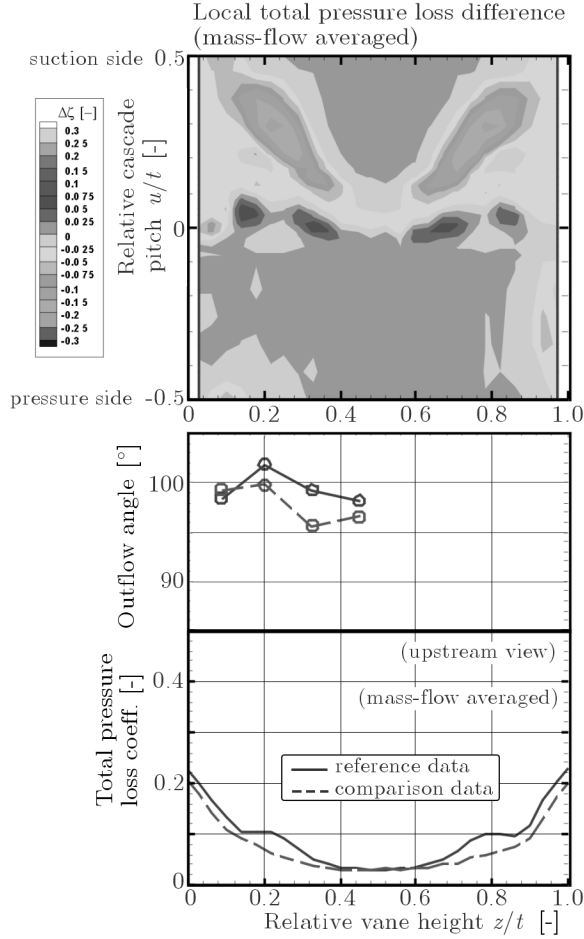 Local total pressure loss difference
(mass-flow averaged)
suction side
0.5
Δζ [–]
0.3
0.2 5
0.2
0.1 5
0.1
0.0 75
0.0 5
0.0 25
0
-0.0 25
-0.0 5
-0.0 75
-0.1
-0.1 5
-0.2
-0.2 5
-0.3
Relative cascade
pitch u/t [-]
0
pressure side
-0.5
0 0.2 0.4 0.6 0.8 1.0
Outflow angle [°]
100
90
(upstream view)
(mass-flow averaged)
Total pressure
loss coeff. [-]
0.4
0.2
0
reference data
comparison data
0 0.2 0.4 0.6 0.8 1.0
Relative vane height z/t [-]